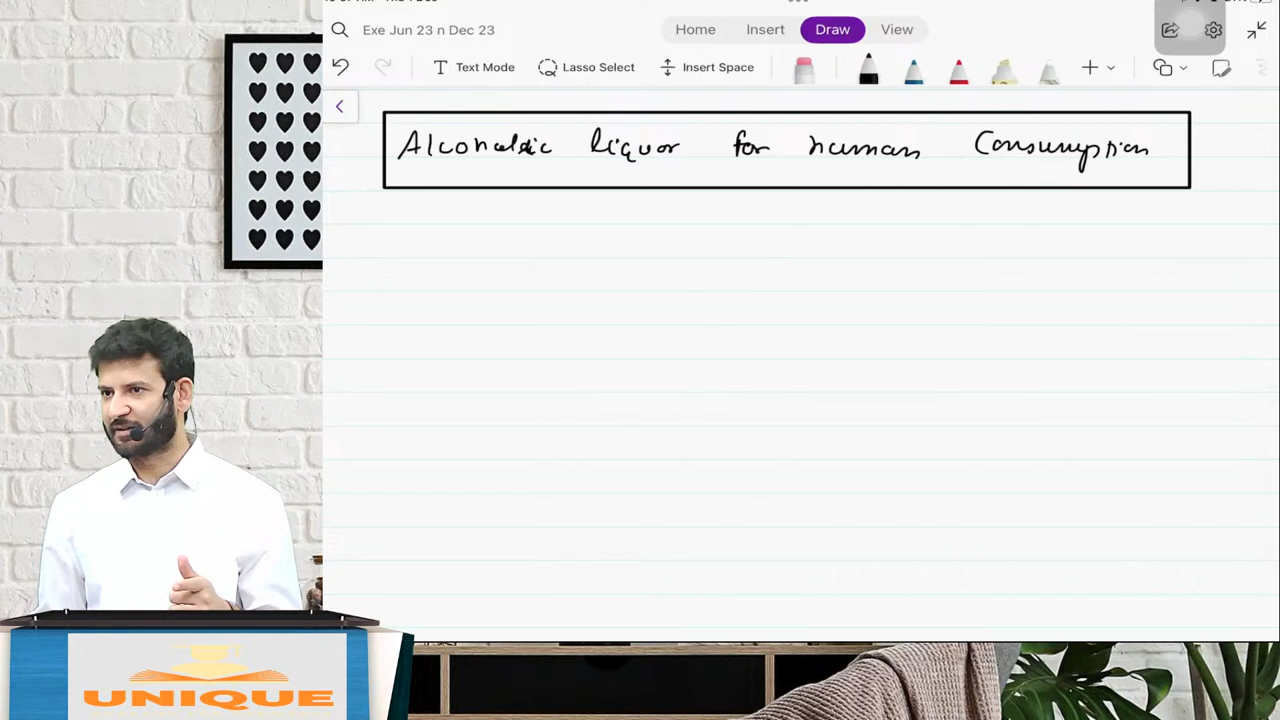 Exe Jun 23 n Dec 23
Home Insert Draw View
Text Mode Lasso Select Insert Space
Alcoholic liquor for human Consumption
UNIQUE